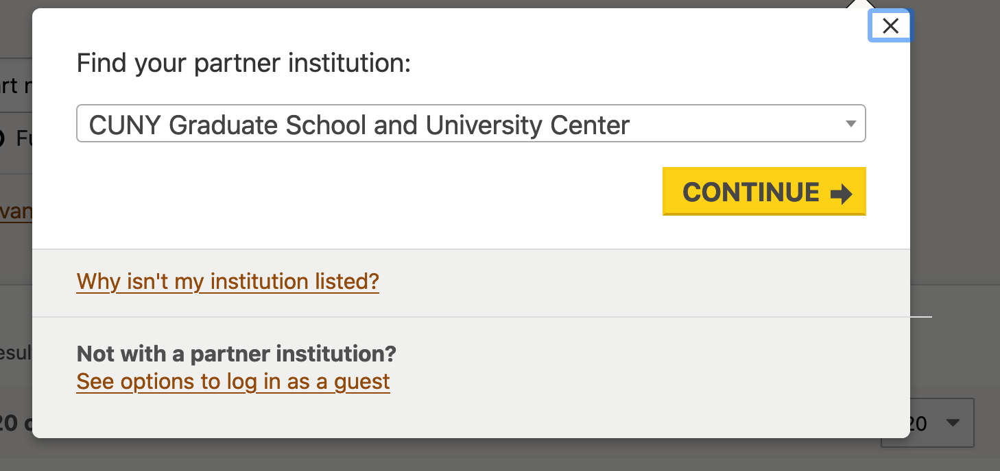 Find your partner institution:
CUNY Graduate School and University Center
CONTINUE
Why isn't my institution listed?
Not with a partner institution?
See options to log in as a guest
20